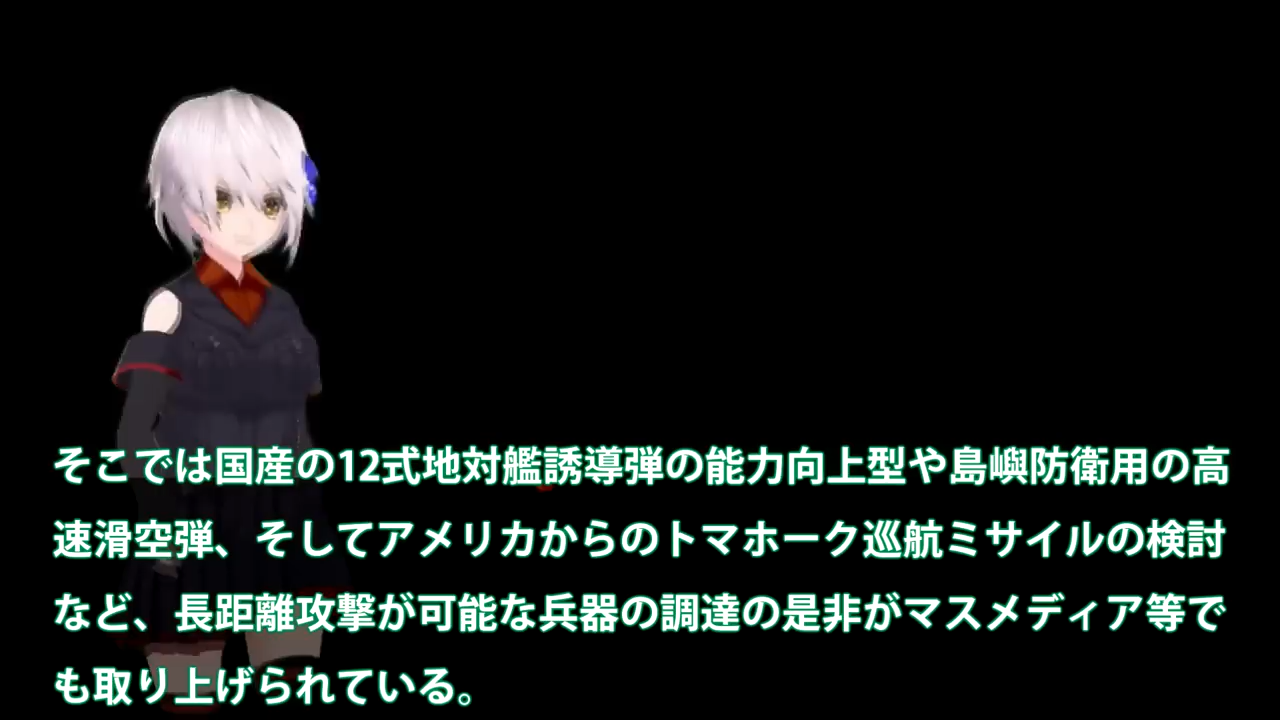 そこでは国産の12式地対艦誘導弾の能力向上型や島嶼防衛用の高
速滑空弾、そしてアメリカからのトマホーク巡航ミサイルの検討
など、長距離攻撃が可能な兵器の調達の是非がマスメディア等で
も取り上げられている。